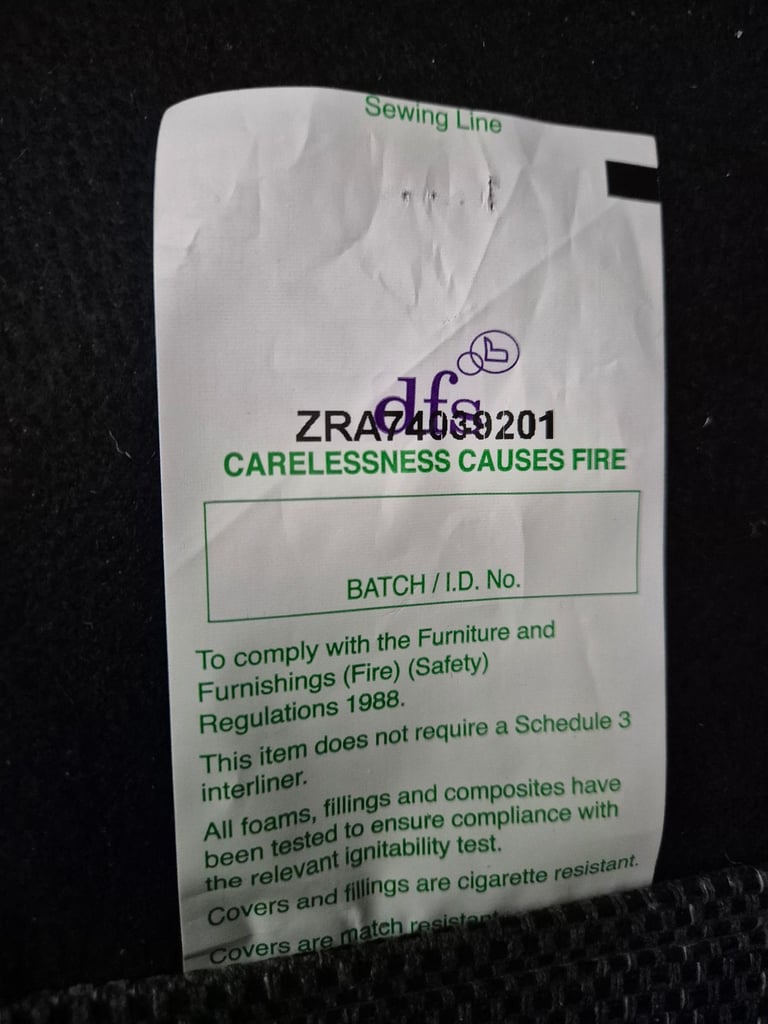 Sewing Line
dfs
ZRA74039201
CARELESSNESS CAUSES FIRE
BATCH / I.D. No.
To comply with the Furniture and
Furnishings (Fire) (Safety)
Regulations 1988.
This item does not require a Schedule 3
interliner.
All foams, fillings and composites have
been tested to ensure compliance with
the relevant ignitability test.
Covers and fillings are cigarette resistant.
Covers are match resistant